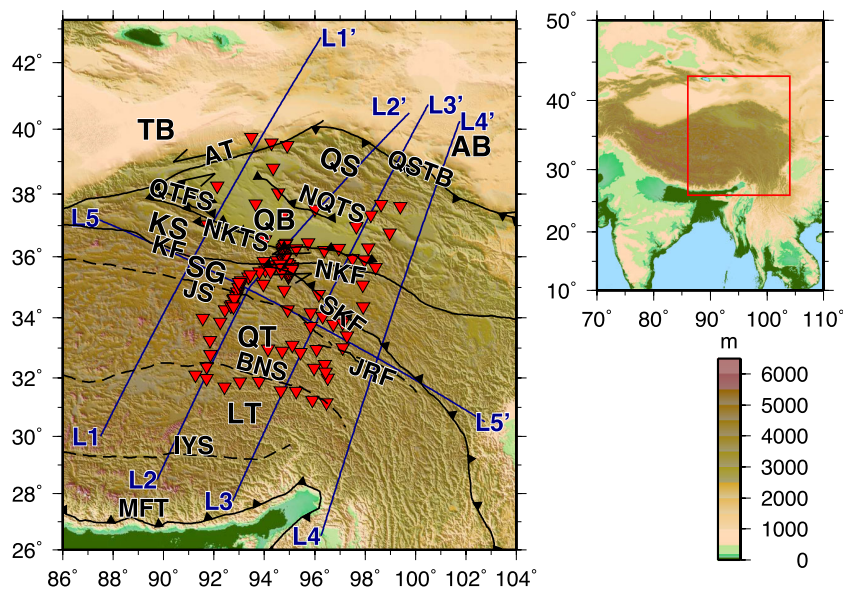 L1’
42°
L2’
L3’
40°
L4’
TB
AB
AT
QS
QSTB
38°
QTFS
NQTS
L5
QB
KS
NKTS
36°
KF
SG
NKF
JS
34°
SKF
QT
BNS
JRF
32°
LT
L5’
L1
30°
IYS
L2
28°
L3
MFT
L4
26°
86° 88° 90° 92° 94° 96° 98° 100° 102° 104°
50°
40°
30°
20°
10°
70° 80° 90° 100° 110°
m
6000
5000
4000
3000
2000
1000
0